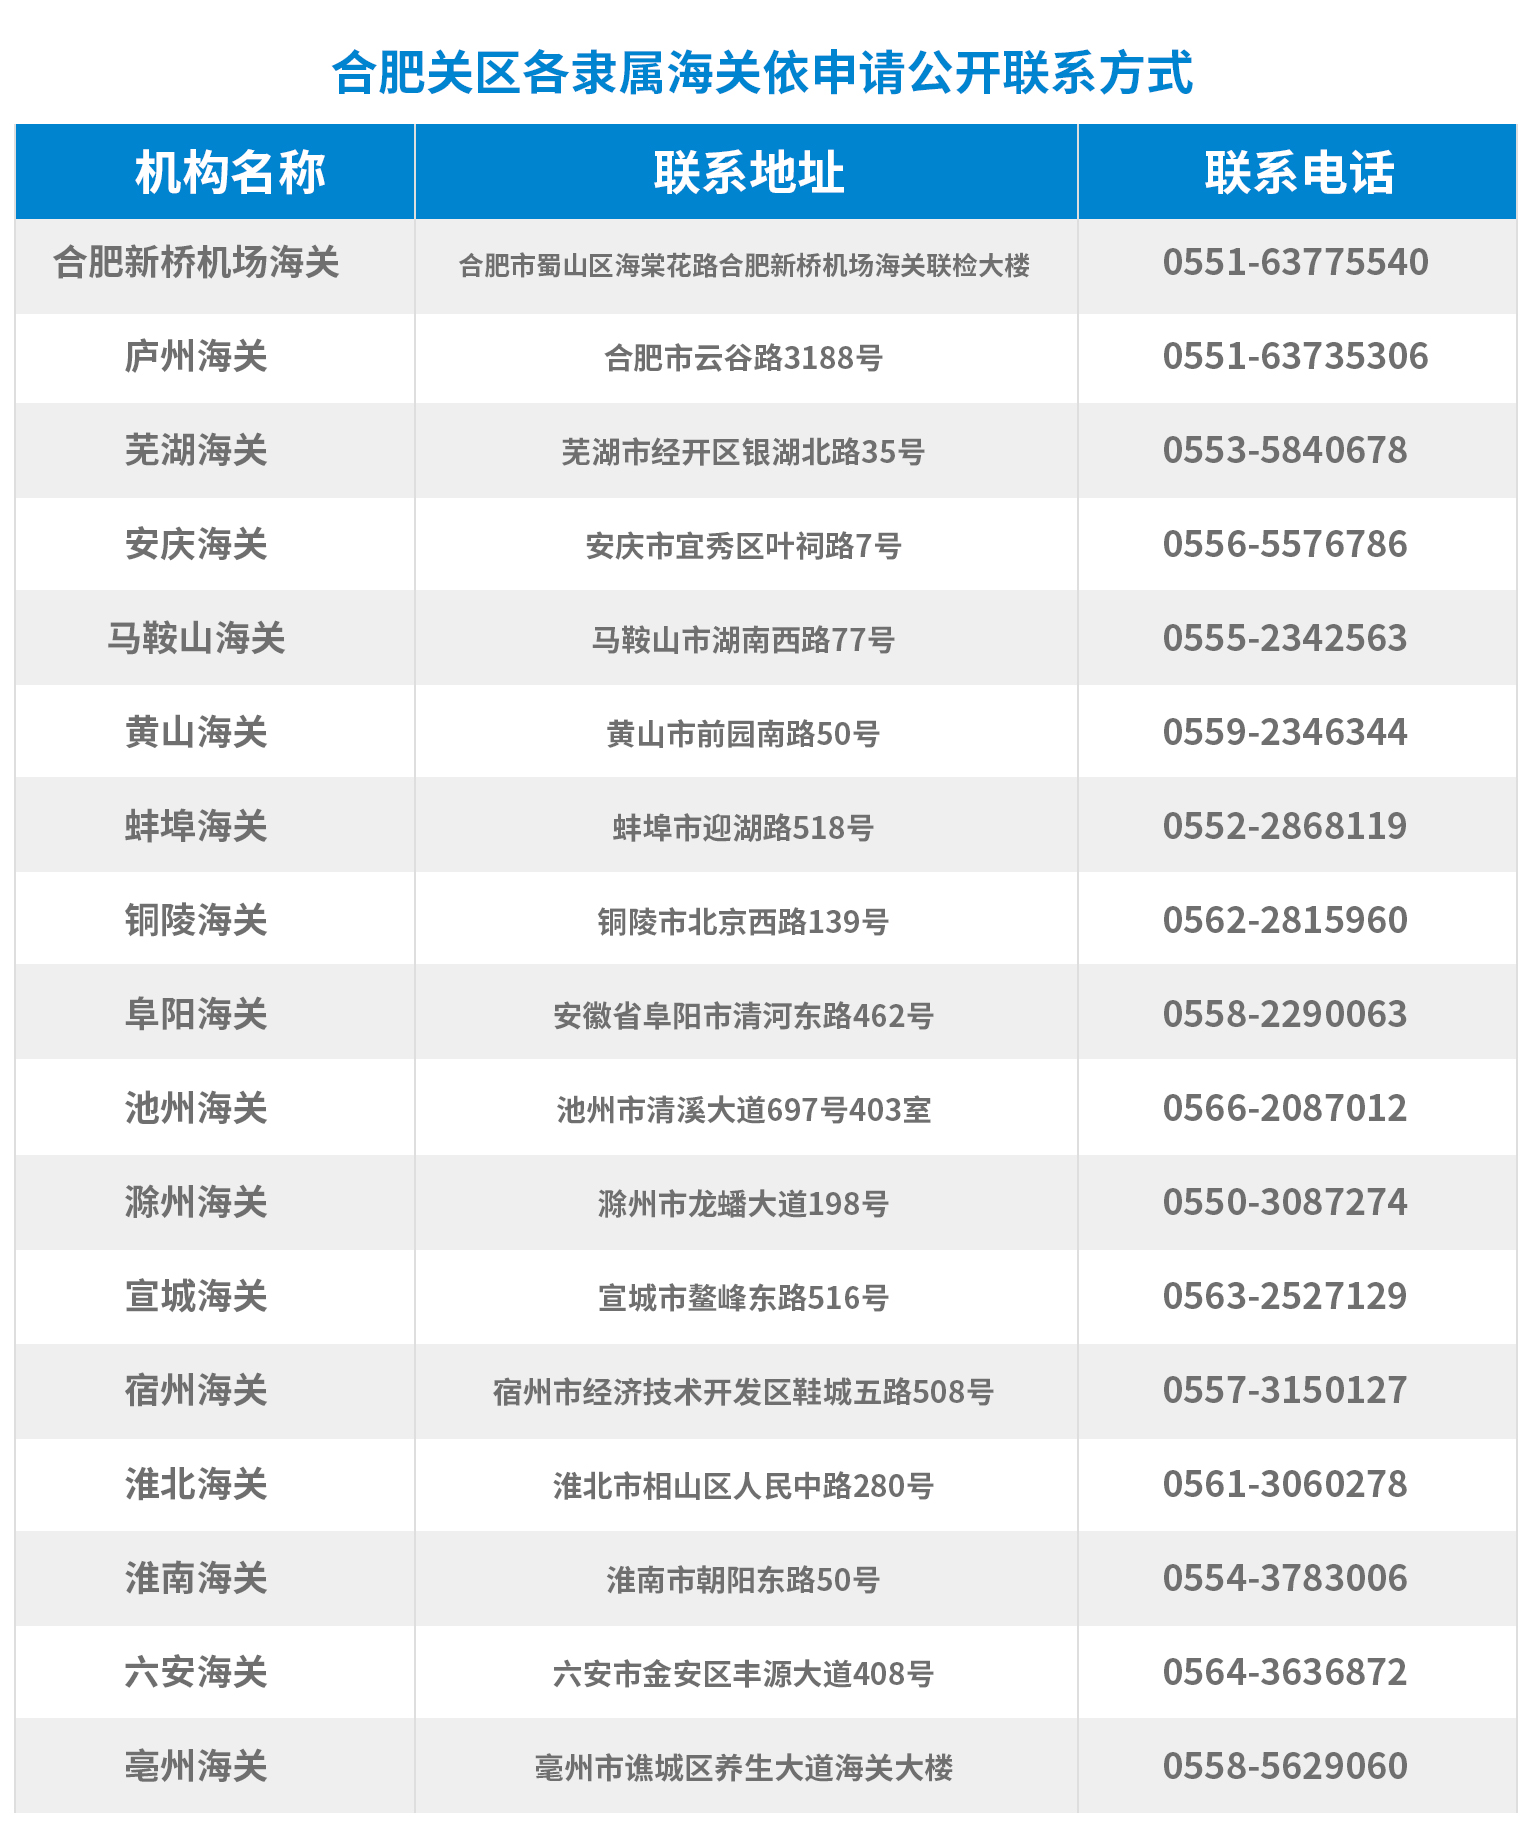 合肥关区各隶属海关依申请公开联系方式
机构名称 联系地址 联系电话
合肥新桥机场海关 合肥市蜀山区海棠花路合肥新桥机场海关联检大楼 0551-63775540
庐州海关 合肥市云谷路3188号 0551-63735306
芜湖海关 芜湖市经开区银湖北路35号 0553-5840678
安庆海关 安庆市宜秀区叶祠路7号 0556-5576786
马鞍山海关 马鞍山市湖南西路77号 0555-2342563
黄山海关 黄山市前园南路50号 0559-2346344
蚌埠海关 蚌埠市迎湖路518号 0552-2868119
铜陵海关 铜陵市北京西路139号 0562-2815960
阜阳海关 安徽省阜阳市清河东路462号 0558-2290063
池州海关 池州市清溪大道697号403室 0566-2087012
滁州海关 滁州市龙蟠大道198号 0550-3087274
宣城海关 宣城市鳌峰东路516号 0563-2527129
宿州海关 宿州市经济技术开发区鞋城五路508号 0557-3150127
淮北海关 淮北市相山区人民中路280号 0561-3060278
淮南海关 淮南市朝阳东路50号 0554-3783006
六安海关 六安市金安区丰源大道408号 0564-3636872
亳州海关 亳州市谯城区养生大道海关大楼 0558-5629060